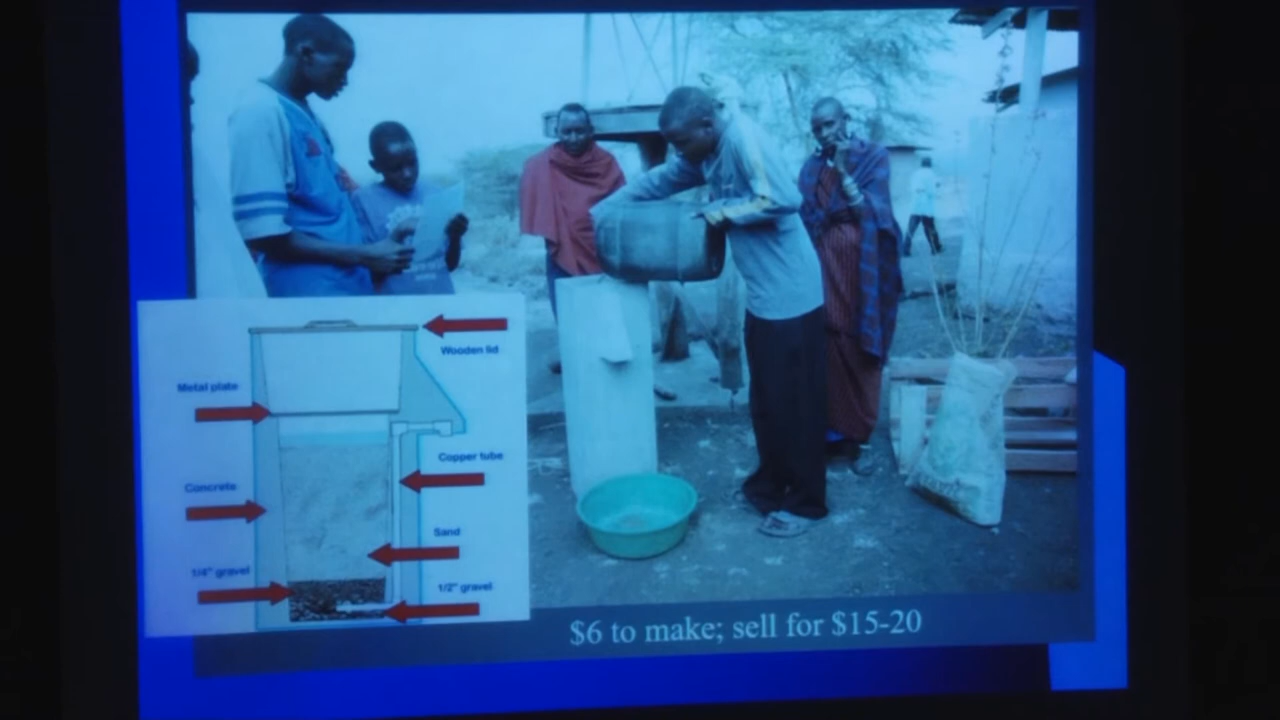 Wooden lid
Metal plate
Copper tube
Concrete
Sand
1/4" gravel
1/2" gravel
$6 to make; sell for $15-20